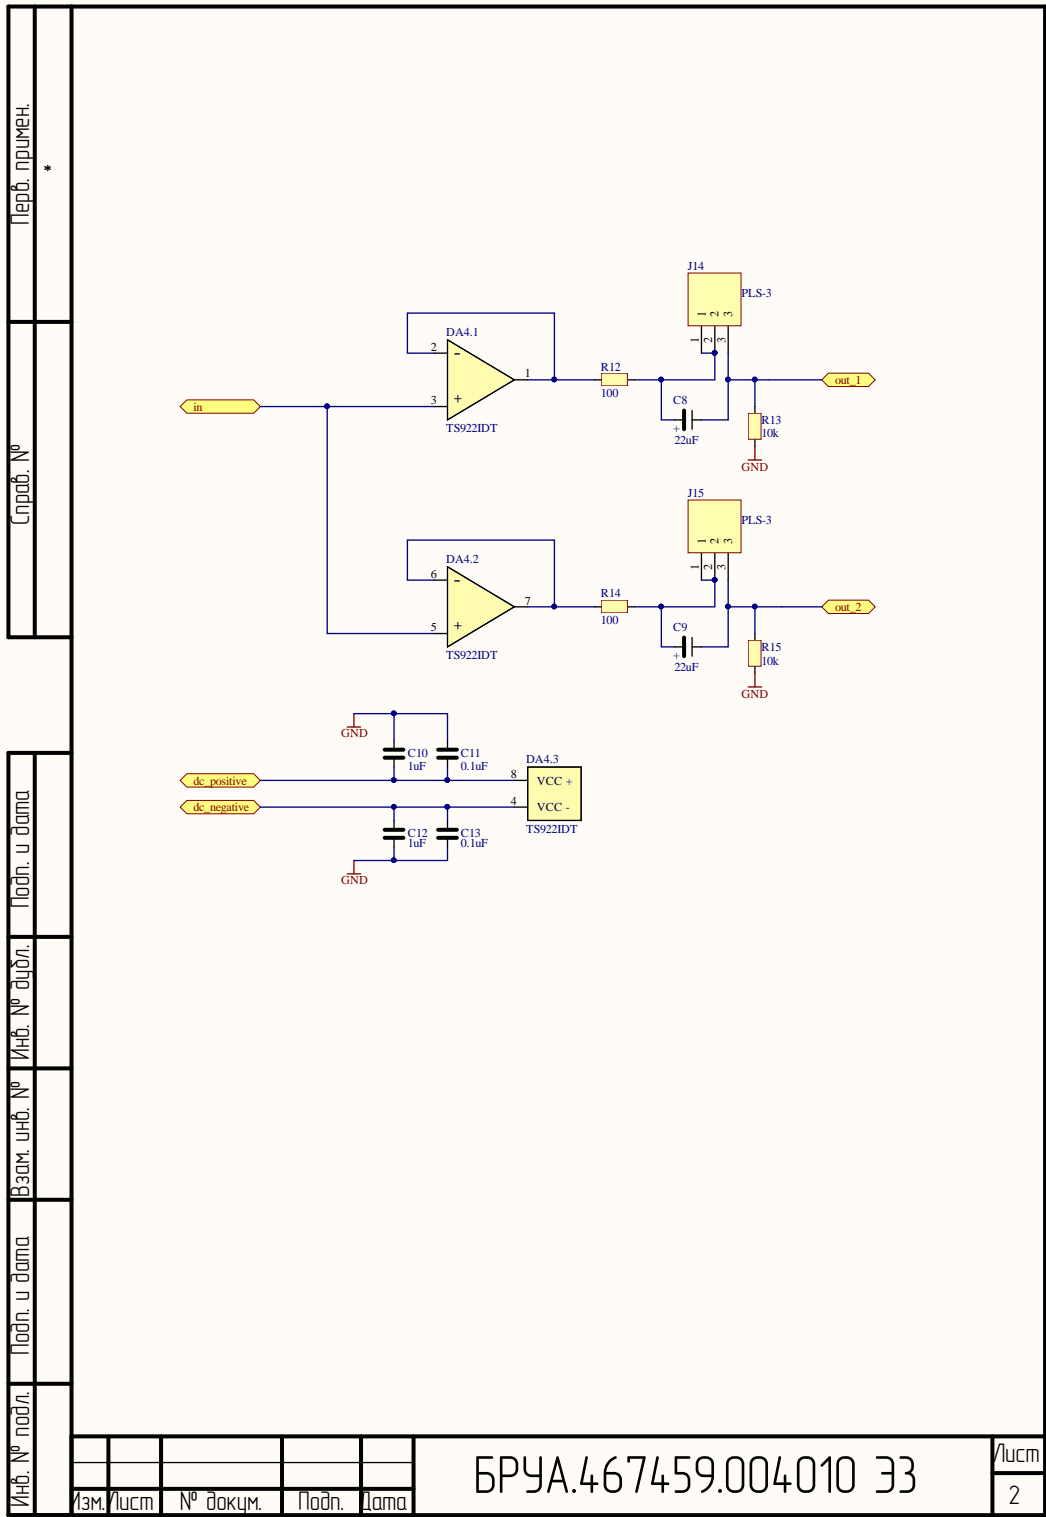 Перв. примен.
*
Справ. №
Подп. и дата
Инв. № дубл.
Взам. инв. №
Подп. и дата
Инв. № подл.
J14
PLS-3
1 2 3
1 2 3
DA4.1
2
-
3
+
1
TS922IDT
R12
100
out_1
in
C8
+
22uF
R13
10k
GND
J15
PLS-3
1 2 3
1 2 3
DA4.2
6
-
5
+
7
TS922IDT
R14
100
out_2
C9
+
22uF
R15
10k
GND
GND
C10
1uF
C11
0.1uF
DA4.3
dc_positive
8
VCC +
dc_negative
4
VCC -
TS922IDT
C12
1uF
C13
0.1uF
GND
Изм. Лист № докум. Подп. Дата
БРУА.467459.004010 Э3
Лист
2